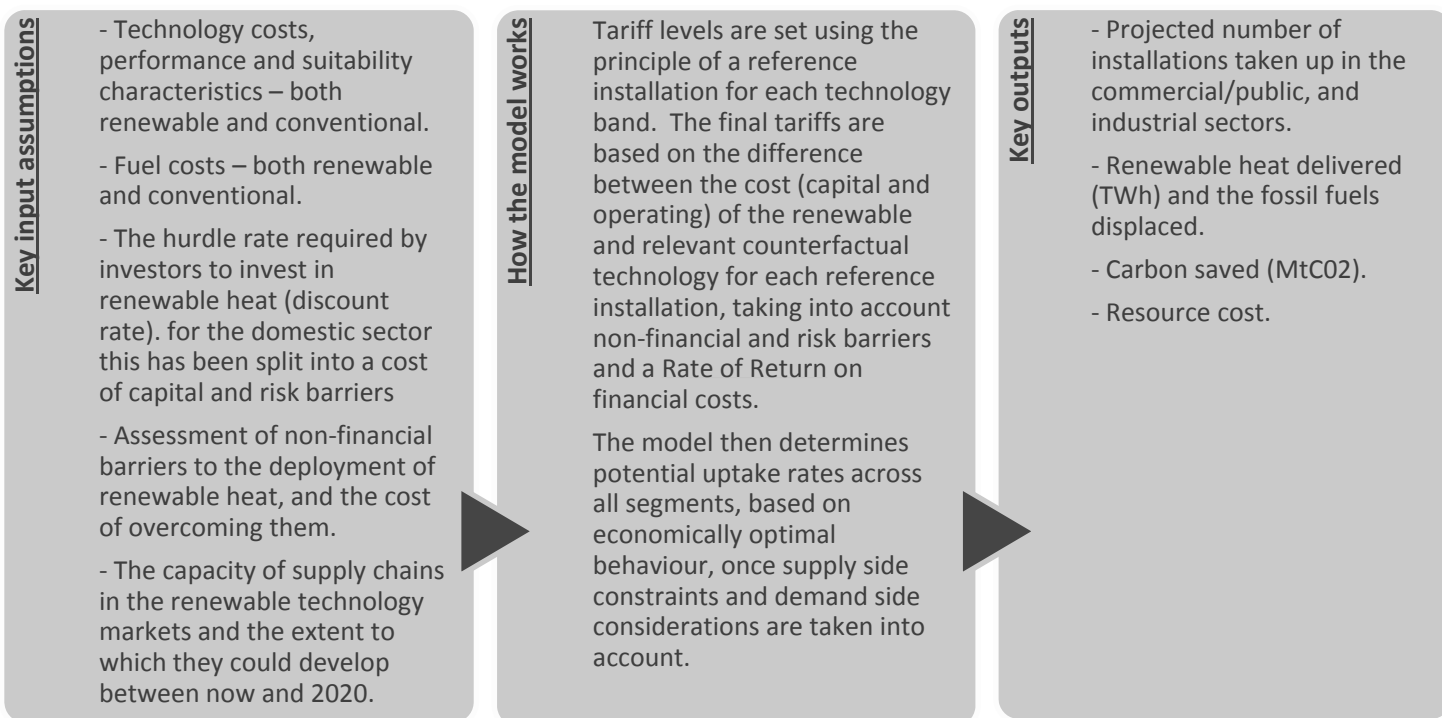 Key input assumptions
- Technology costs,
performance and suitability
characteristics – both
renewable and conventional.
- Fuel costs – both renewable
and conventional.
- The hurdle rate required by
investors to invest in
renewable heat (discount
rate). for the domestic sector
this has been split into a cost
of capital and risk barriers
- Assessment of non-financial
barriers to the deployment of
renewable heat, and the cost
of overcoming them.
- The capacity of supply chains
in the renewable technology
markets and the extent to
which they could develop
between now and 2020.
How the model works
Tariff levels are set using the
principle of a reference
installation for each technology
band.  The final tariffs are
based on the difference
between the cost (capital and
operating) of the renewable
and relevant counterfactual
technology for each reference
installation, taking into account
non-financial and risk barriers
and a Rate of Return on
financial costs.
The model then determines
potential uptake rates across
all segments, based on
economically optimal
behaviour, once supply side
constraints and demand side
considerations are taken into
account.
Key outputs
- Projected number of
installations taken up in the
commercial/public, and
industrial sectors.
- Renewable heat delivered
(TWh) and the fossil fuels
displaced.
- Carbon saved (MtC02).
- Resource cost.